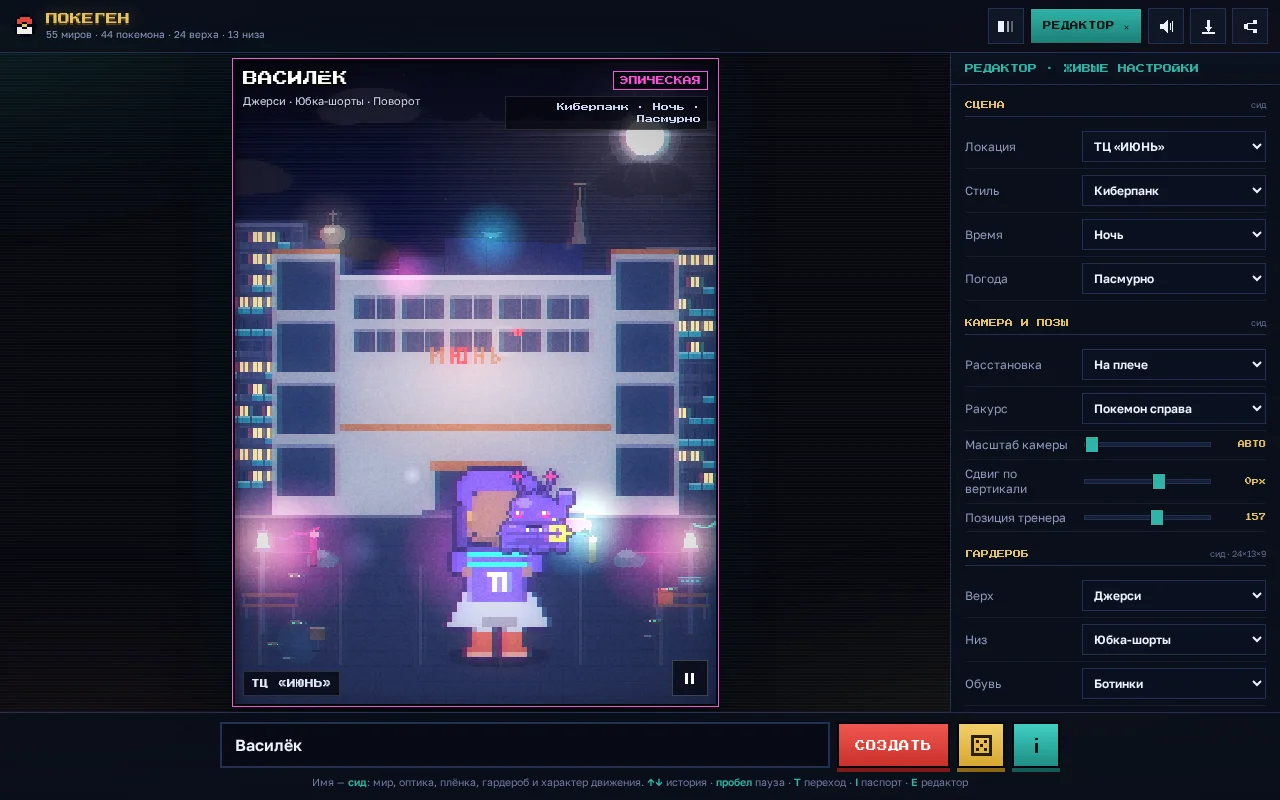 ПОКЕГЕН
55 миров · 44 покемона · 24 верха · 13 низа
РЕДАКТОР ×
РЕДАКТОР · ЖИВЫЕ НАСТРОЙКИ
ВАСИЛЁК
ЭПИЧЕСКАЯ
Джерси · Юбка-шорты · Поворот
Киберпанк · Ночь ·
Пасмурно
ИЮНЬ
П
ТЦ «ИЮНЬ»
СЦЕНА
сид
Локация
ТЦ «ИЮНЬ»
Стиль
Киберпанк
Время
Ночь
Погода
Пасмурно
КАМЕРА И ПОЗЫ
сид
Расстановка
На плече
Ракурс
Покемон справа
Масштаб камеры
АВТО
Сдвиг по
вертикали
0px
Позиция тренера
157
ГАРДЕРОБ
сид · 24×13×9
Верх
Джерси
Низ
Юбка-шорты
Обувь
Ботинки
Василёк
СОЗДАТЬ
i
Имя — сид: мир, оптика, плёнка, гардероб и характер движения. ↑↓ история · пробел пауза · T переход · I паспорт · E редактор